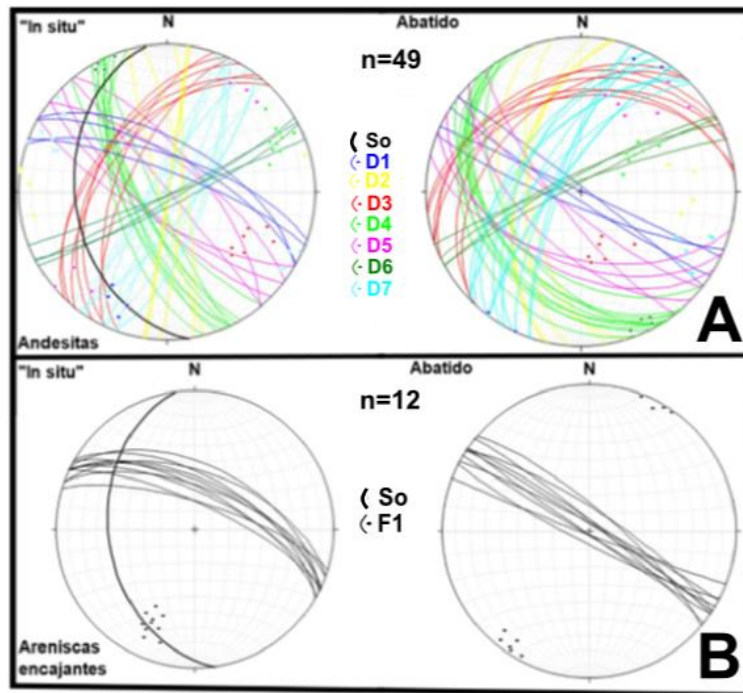 "In situ"
N
Abatido
N
n=49
So
D1
D2
D3
D4
D5
D6
D7
Andesitas
A
"In situ"
N
Abatido
N
n=12
So
F1
Areniscas
encajantes
B